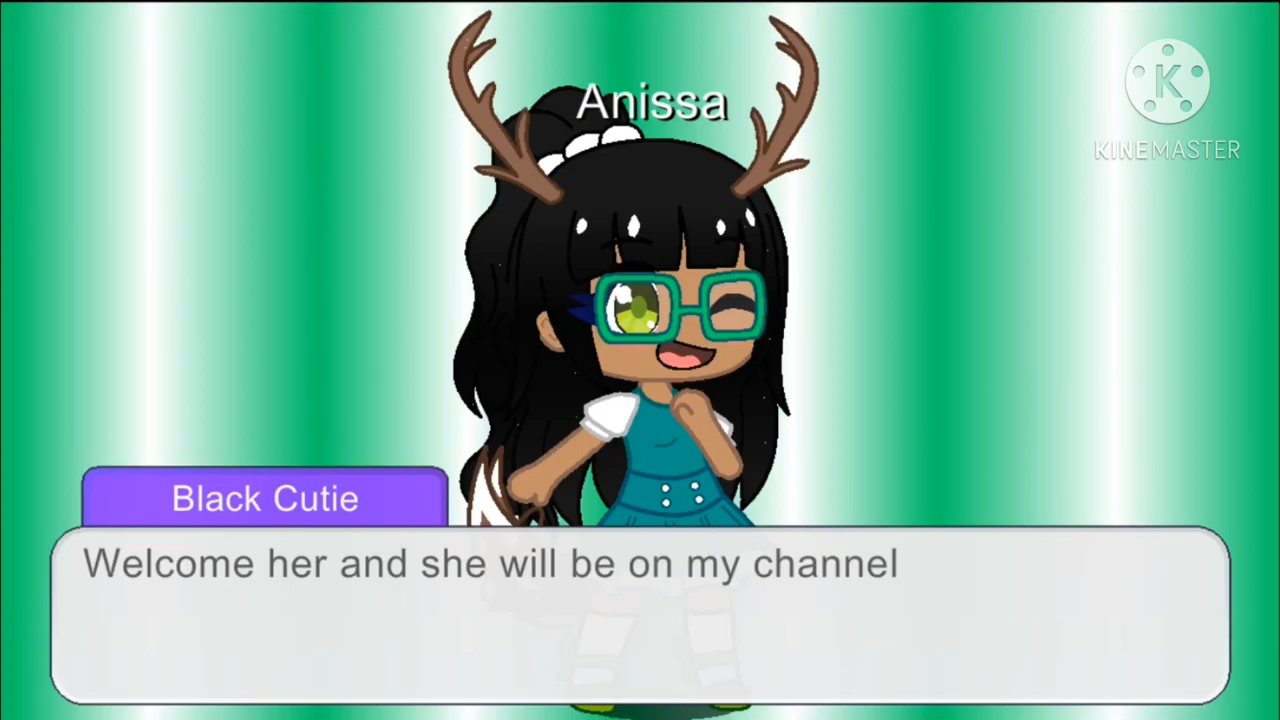 Anissa
K
KINEMASTER
Black Cutie
Welcome her and she will be on my channel